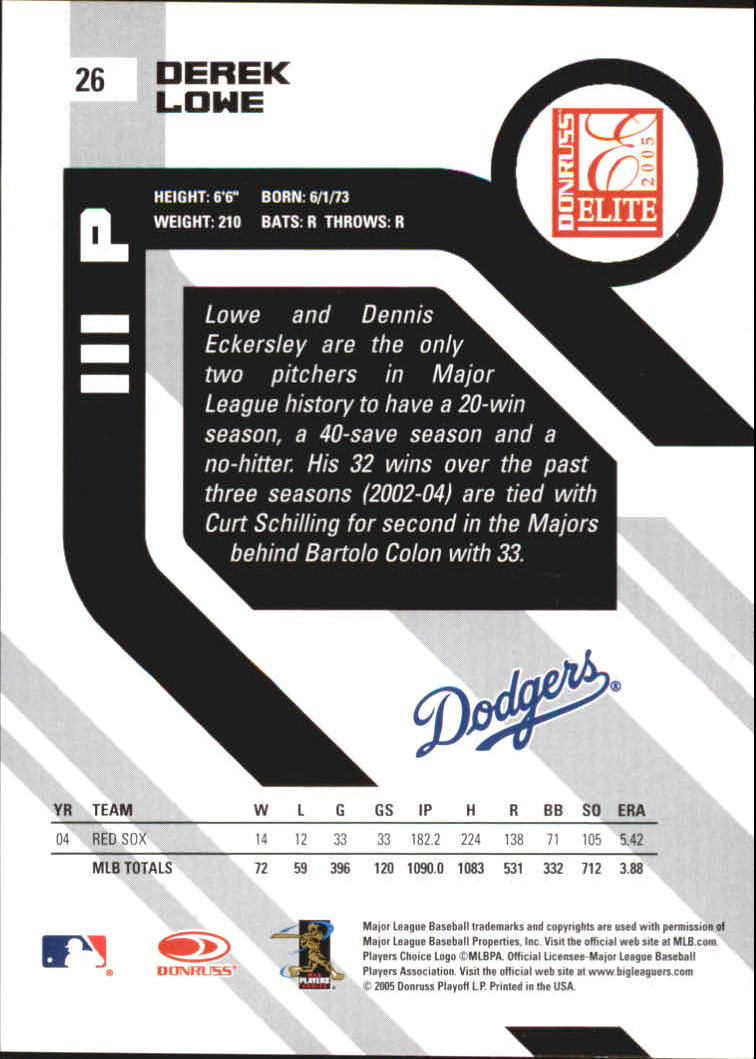 26
DEREK
LOWE
DONRUSS
E
2005
ELITE
HEIGHT: 6'6" BORN: 6/1/73
WEIGHT: 210 BATS: R THROWS: R
P
Lowe and Dennis
Eckersley are the only
two pitchers in Major
League history to have a 20-win
season, a 40-save season and a
no-hitter. His 32 wins over the past
three seasons (2002-04) are tied with
Curt Schilling for second in the Majors
behind Bartolo Colon with 33.
Dodgers®
YR TEAM W L G GS IP H R BB SO ERA
04 RED SOX 14 12 33 33 182.2 224 138 71 105 5.42
MLB TOTALS 72 59 396 120 1090.0 1083 531 332 712 3.88
DONRUSS®
PLAYERS
Major League Baseball trademarks and copyrights are used with permission of
Major League Baseball Properties, Inc. Visit the official web site at MLB.com.
Players Choice Logo ©MLBPA. Official Licensee-Major League Baseball
Players Association. Visit the official web site at www.bigleaguers.com
© 2005 Donruss Playoff L.P. Printed in the USA.